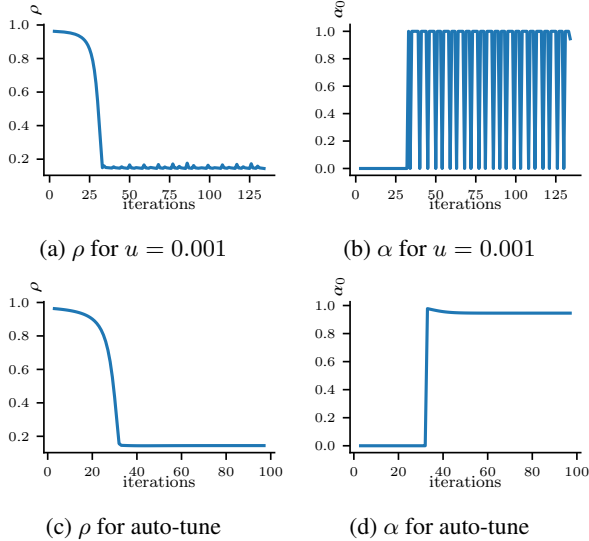 ρ
1.0
0.8
0.6
0.4
0.2
0 25 50 75 100 125
iterations
(a) ρ for u = 0.001
α0
1.0
0.8
0.6
0.4
0.2
0.0
0 25 50 75 100 125
iterations
(b) α for u = 0.001
ρ
1.0
0.8
0.6
0.4
0.2
0 20 40 60 80 100
iterations
(c) ρ for auto-tune
α0
1.0
0.8
0.6
0.4
0.2
0.0
0 20 40 60 80 100
iterations
(d) α for auto-tune